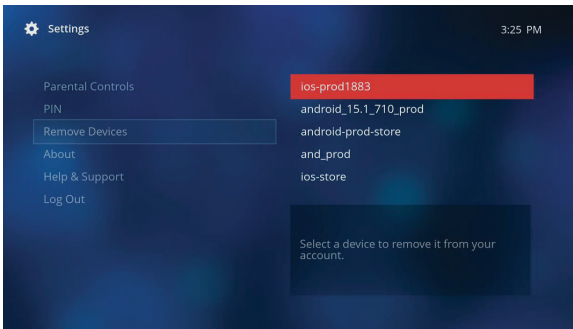 Settings
3:25 PM
Parental Controls
PIN
Remove Devices
About
Help & Support
Log Out
ios-prod1883
android_15.1_710_prod
android-prod-store
and_prod
ios-store
Select a device to remove it from your
account.